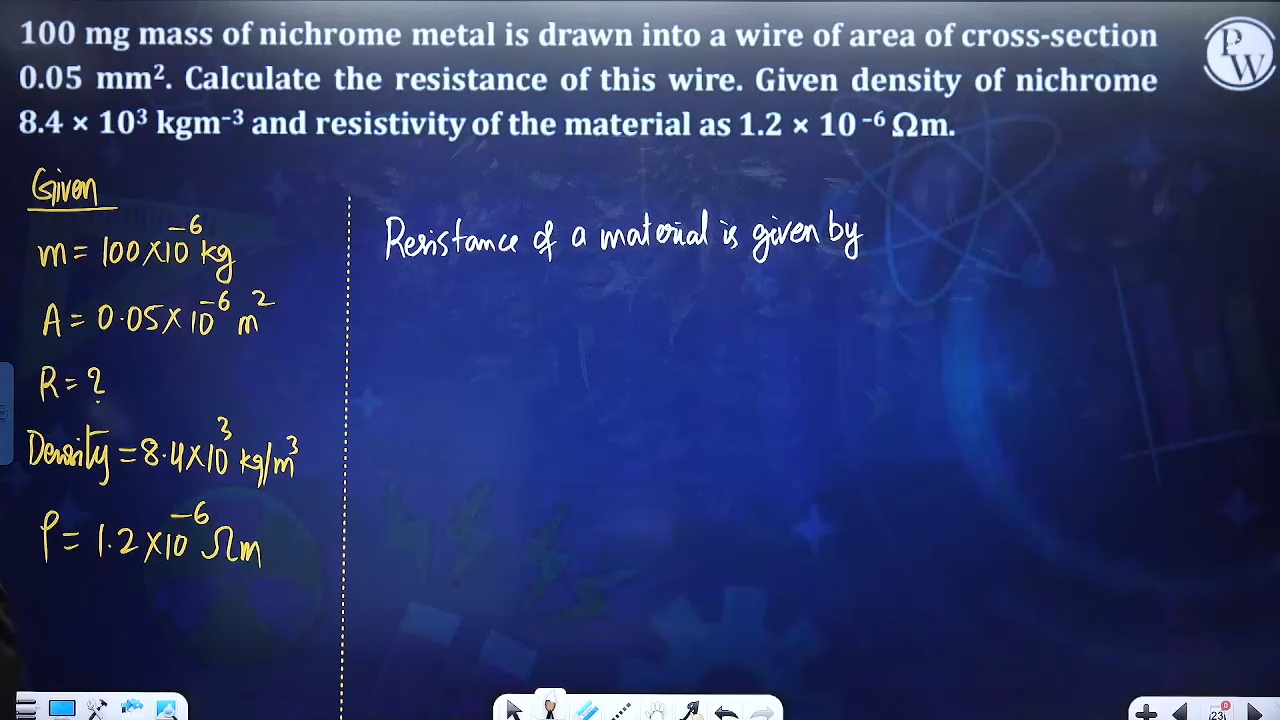 100 mg mass of nichrome metal is drawn into a wire of area of cross-section
0.05 mm². Calculate the resistance of this wire. Given density of nichrome
8.4 × 10³ kgm⁻³ and resistivity of the material as 1.2 × 10⁻⁶ Ωm.
PW
Given
m = 100×10⁻⁶ kg
A = 0.05×10⁻⁶ m²
R = ?
Density = 8.4×10³ kg/m³
ρ = 1.2×10⁻⁶ Ωm
Resistance of a material is given by
23